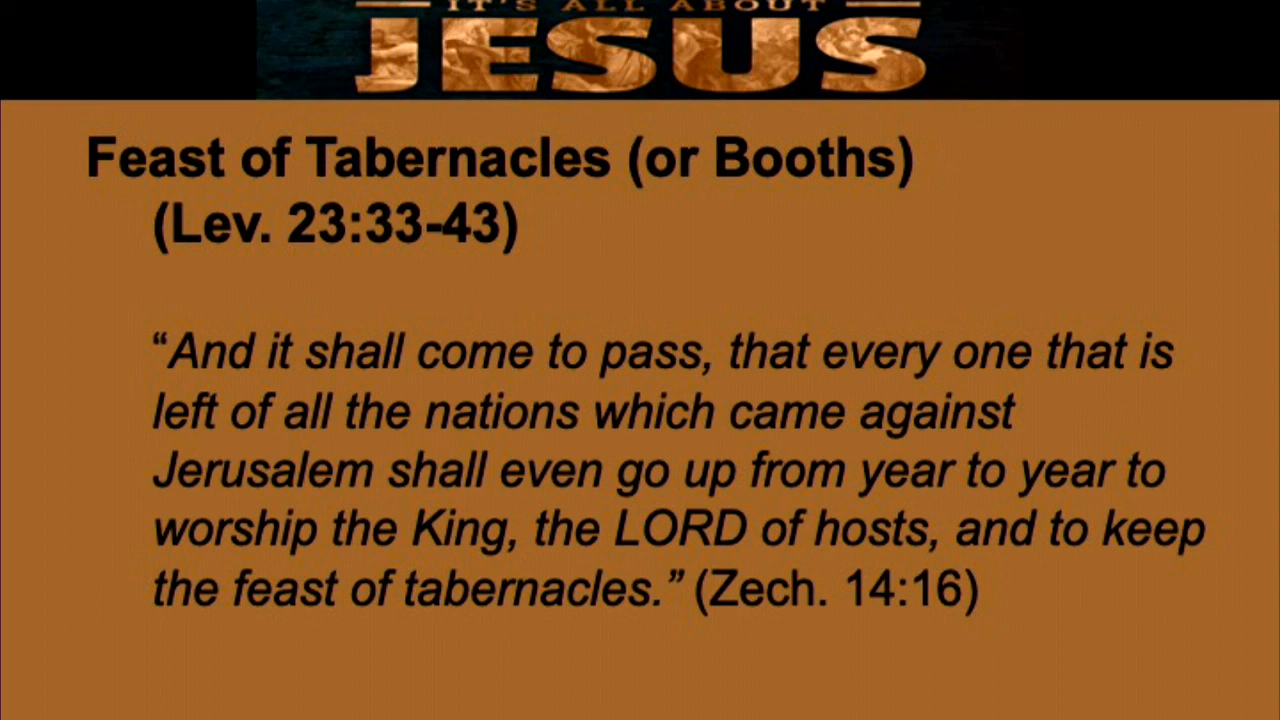 IT'S ALL ABOUT
JESUS
Feast of Tabernacles (or Booths)
(Lev. 23:33-43)
“And it shall come to pass, that every one that is
left of all the nations which came against
Jerusalem shall even go up from year to year to
worship the King, the LORD of hosts, and to keep
the feast of tabernacles.” (Zech. 14:16)